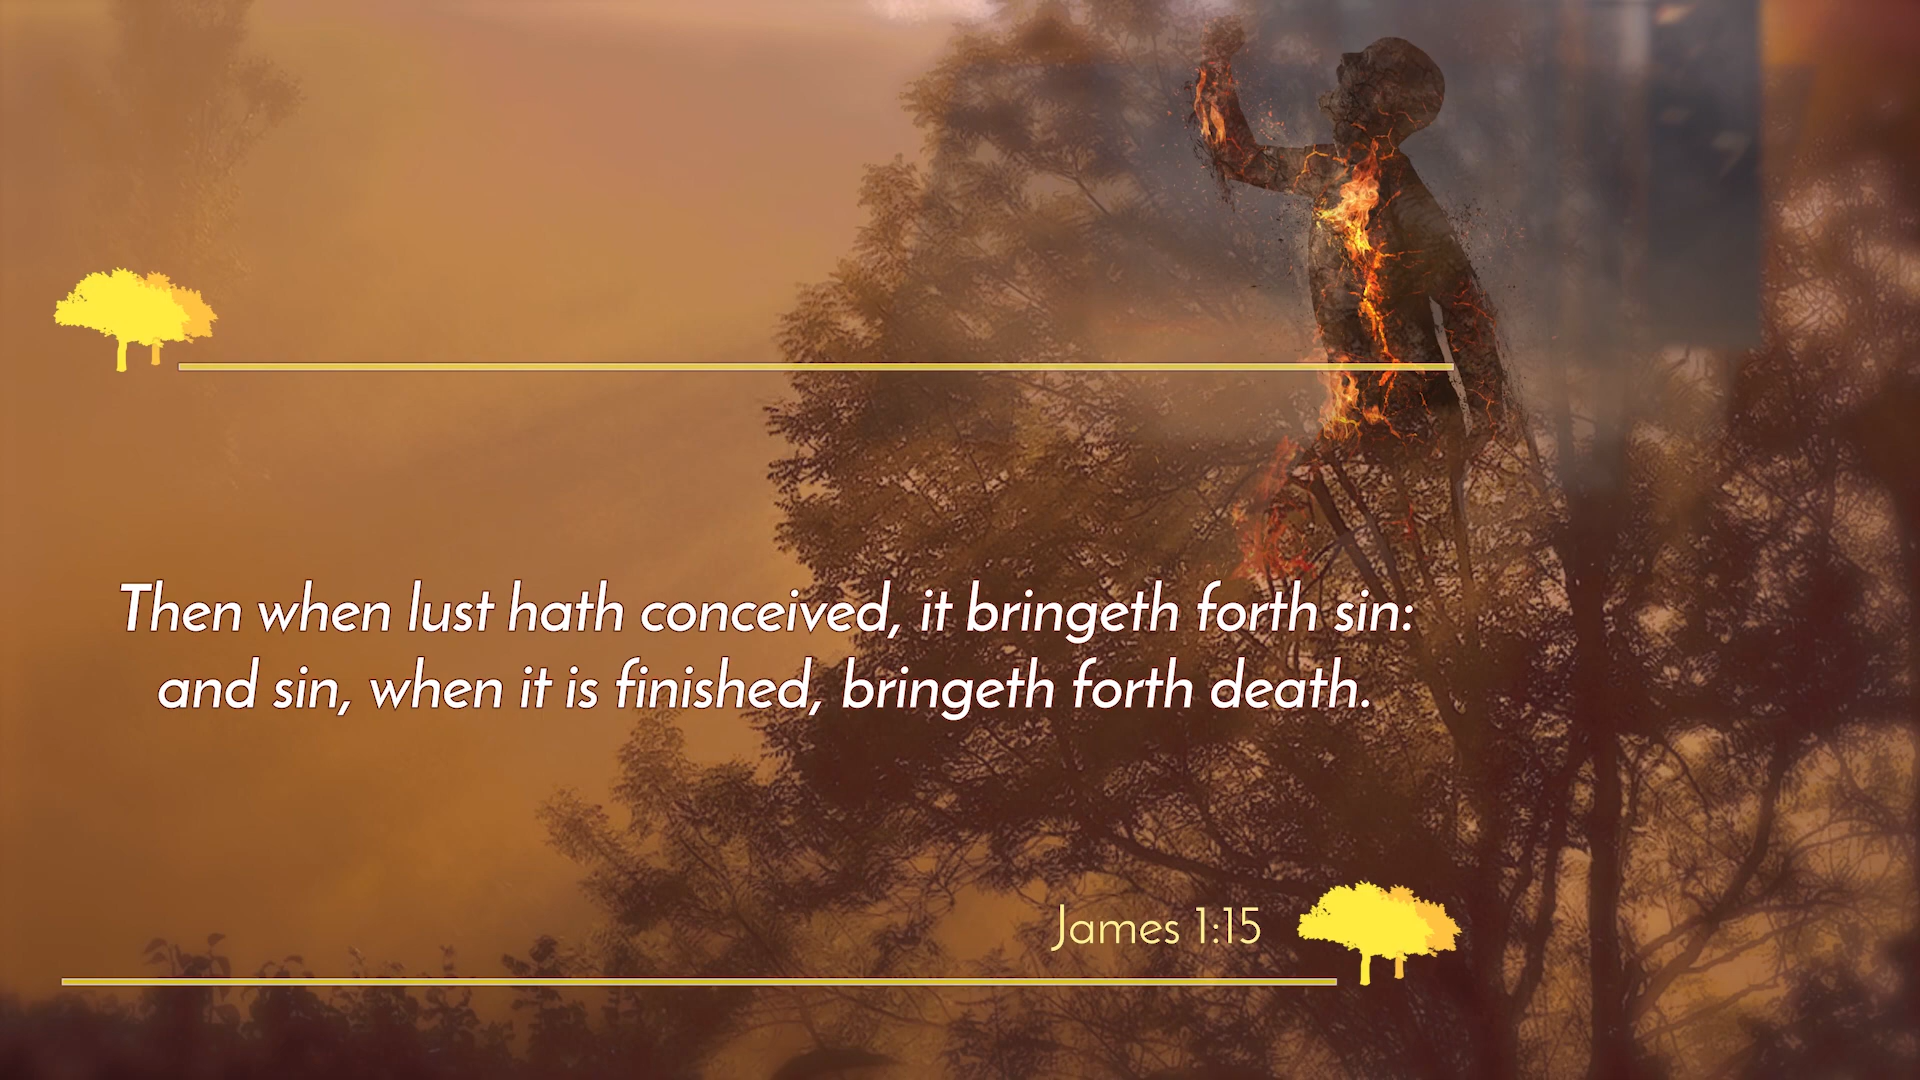 Then when lust hath conceived, it bringeth forth sin:
and sin, when it is finished, bringeth forth death.
James 1:15